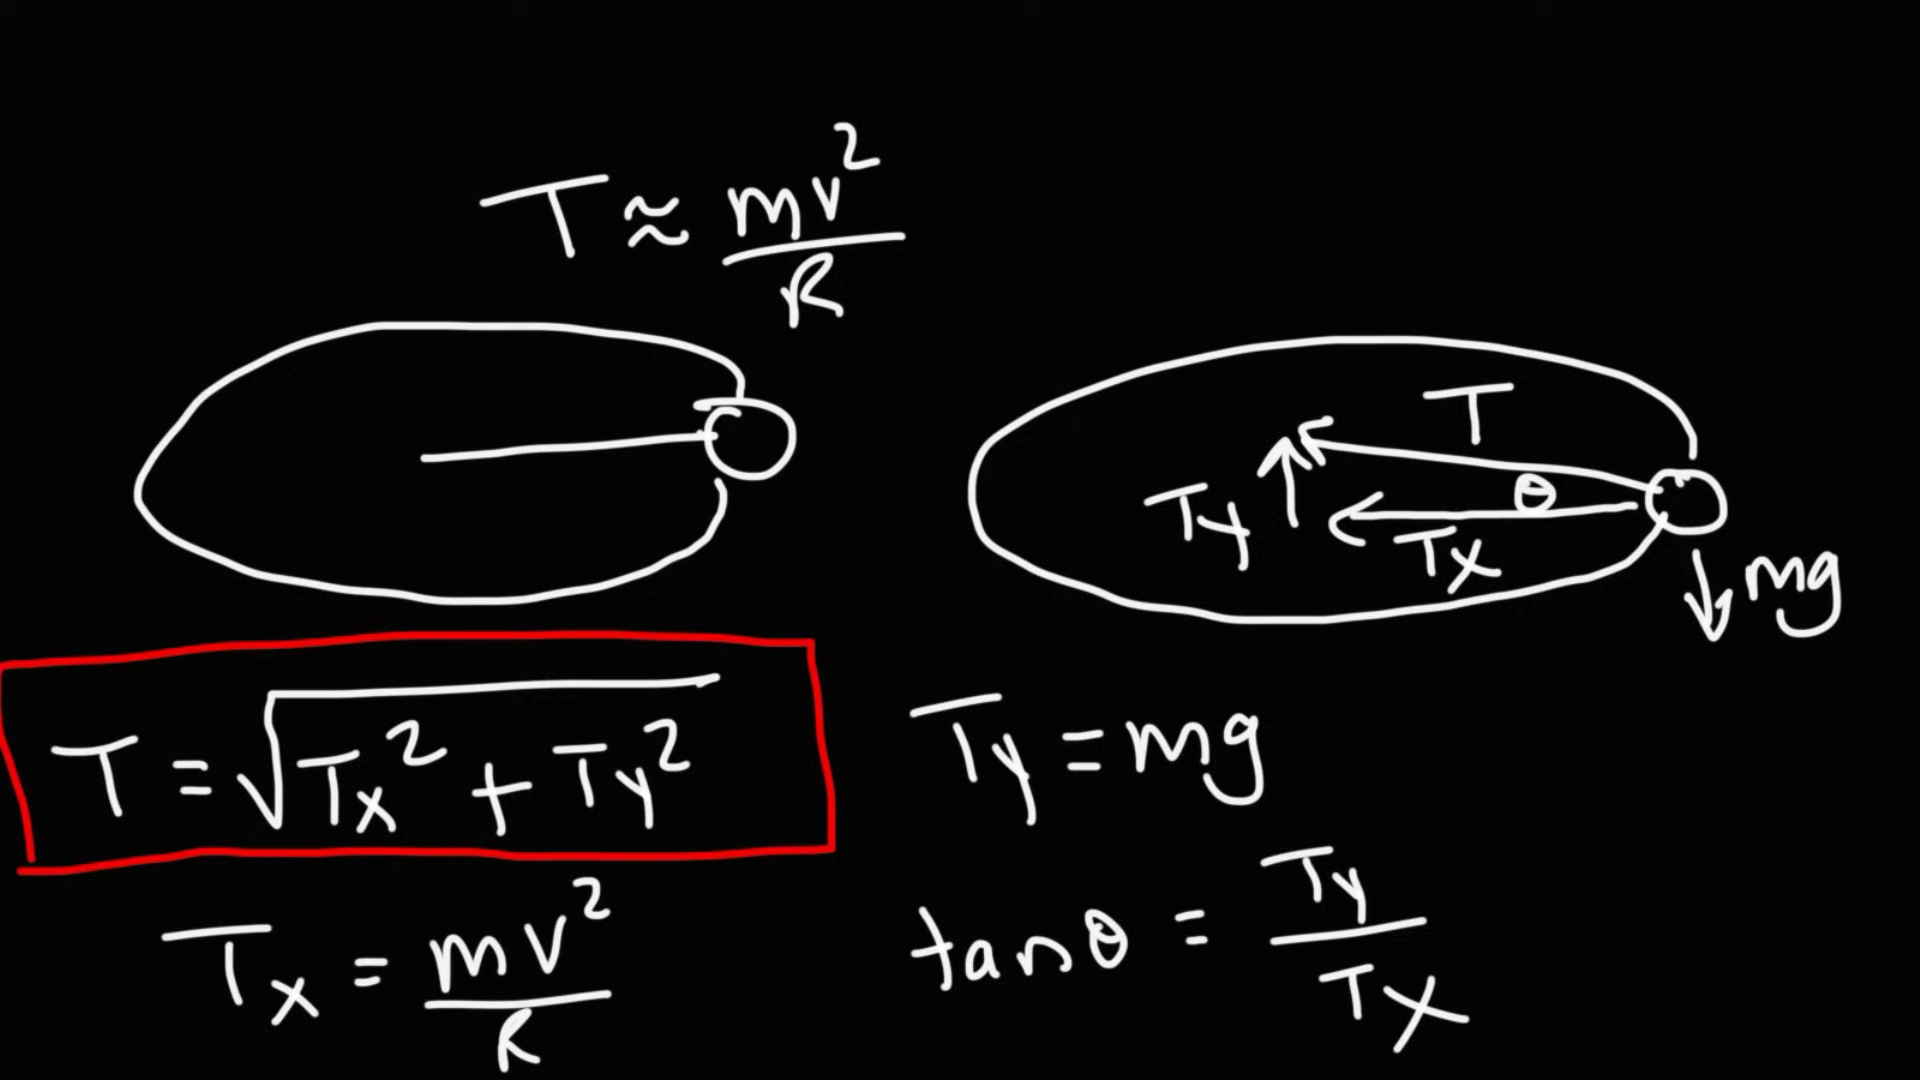 T ≈ mv²/R
T
θ
Ty
Tx
mg
T = √(Tx² + Ty²)
Ty = mg
Tx = mv²/R
tanθ = Ty/Tx